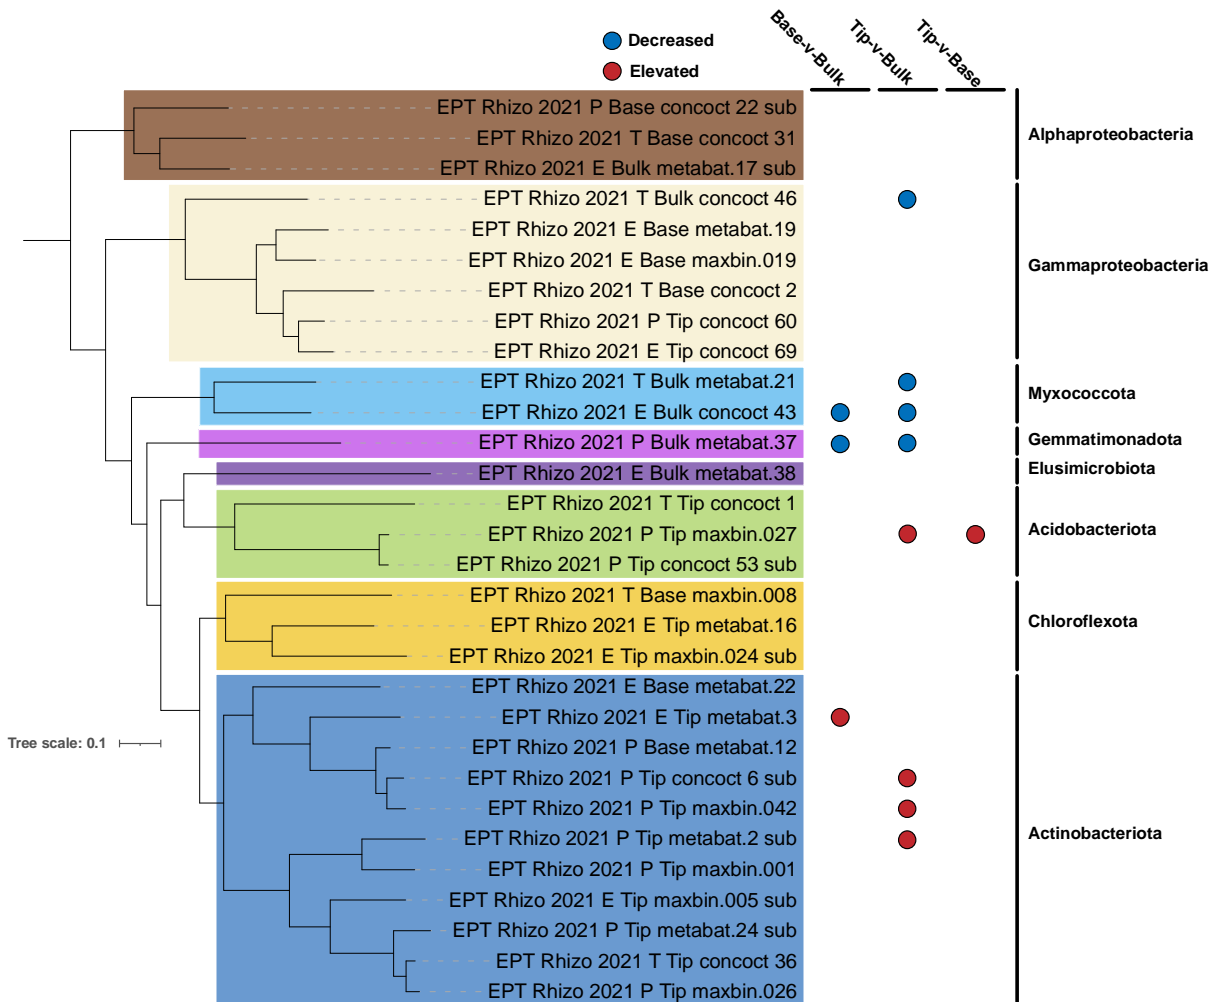 Decreased
Elevated
Base-v-Bulk
Tip-v-Bulk
Tip-v-Base
EPT Rhizo 2021 P Base concoct 22 sub
EPT Rhizo 2021 T Base concoct 31
EPT Rhizo 2021 E Bulk metabat.17 sub
Alphaproteobacteria
EPT Rhizo 2021 T Bulk concoct 46
EPT Rhizo 2021 E Base metabat.19
EPT Rhizo 2021 E Base maxbin.019
EPT Rhizo 2021 T Base concoct 2
EPT Rhizo 2021 P Tip concoct 60
EPT Rhizo 2021 E Tip concoct 69
Gammaproteobacteria
EPT Rhizo 2021 T Bulk metabat.21
EPT Rhizo 2021 E Bulk concoct 43
Myxococcota
EPT Rhizo 2021 P Bulk metabat.37
Gemmatimonadota
EPT Rhizo 2021 E Bulk metabat.38
Elusimicrobiota
EPT Rhizo 2021 T Tip concoct 1
EPT Rhizo 2021 P Tip maxbin.027
EPT Rhizo 2021 P Tip concoct 53 sub
Acidobacteriota
EPT Rhizo 2021 T Base maxbin.008
EPT Rhizo 2021 E Tip metabat.16
EPT Rhizo 2021 E Tip maxbin.024 sub
Chloroflexota
EPT Rhizo 2021 E Base metabat.22
EPT Rhizo 2021 E Tip metabat.3
EPT Rhizo 2021 P Base metabat.12
EPT Rhizo 2021 P Tip concoct 6 sub
EPT Rhizo 2021 P Tip maxbin.042
EPT Rhizo 2021 P Tip metabat.2 sub
EPT Rhizo 2021 P Tip maxbin.001
EPT Rhizo 2021 E Tip maxbin.005 sub
EPT Rhizo 2021 P Tip metabat.24 sub
EPT Rhizo 2021 T Tip concoct 36
EPT Rhizo 2021 P Tip maxbin.026
Actinobacteriota
Tree scale: 0.1